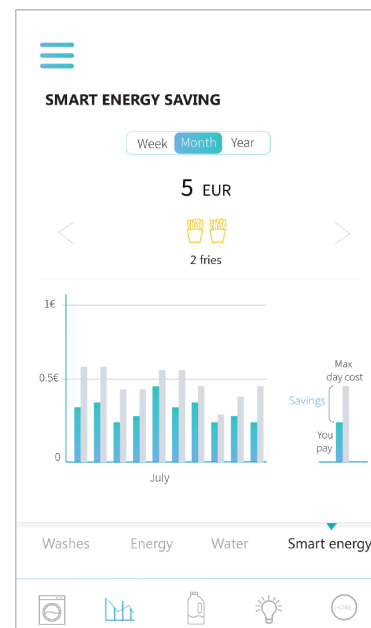 SMART ENERGY SAVING
Week Month Year
5 EUR
2 fries
1€
0.5€
0
July
Max
day cost
Savings
You
pay
Washes Energy Water Smart energy
HOME